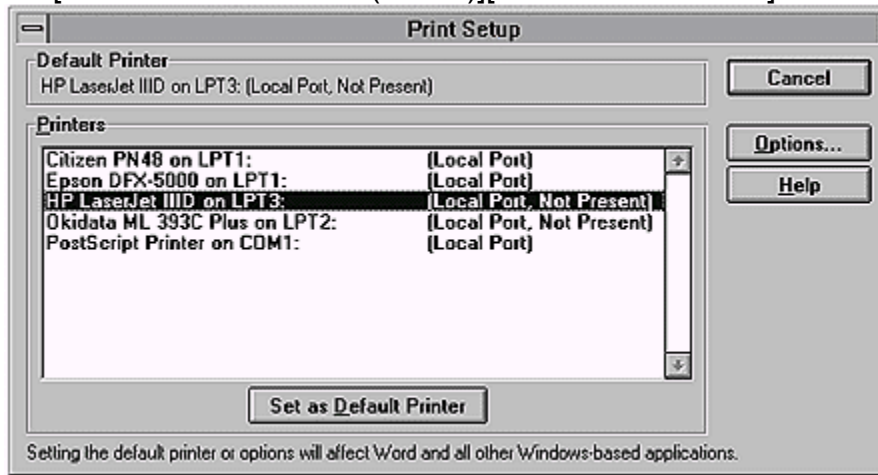 Print Setup
Default Printer
HP LaserJet IIID on LPT3: (Local Port, Not Present)
Cancel
Printers
Options...
Help
Citizen PN48 on LPT1: (Local Port)
Epson DFX-5000 on LPT1: (Local Port)
HP LaserJet IIID on LPT3: (Local Port, Not Present)
Okidata ML 393C Plus on LPT2: (Local Port, Not Present)
PostScript Printer on COM1: (Local Port)
Set as Default Printer
Setting the default printer or options will affect Word and all other Windows-based applications.